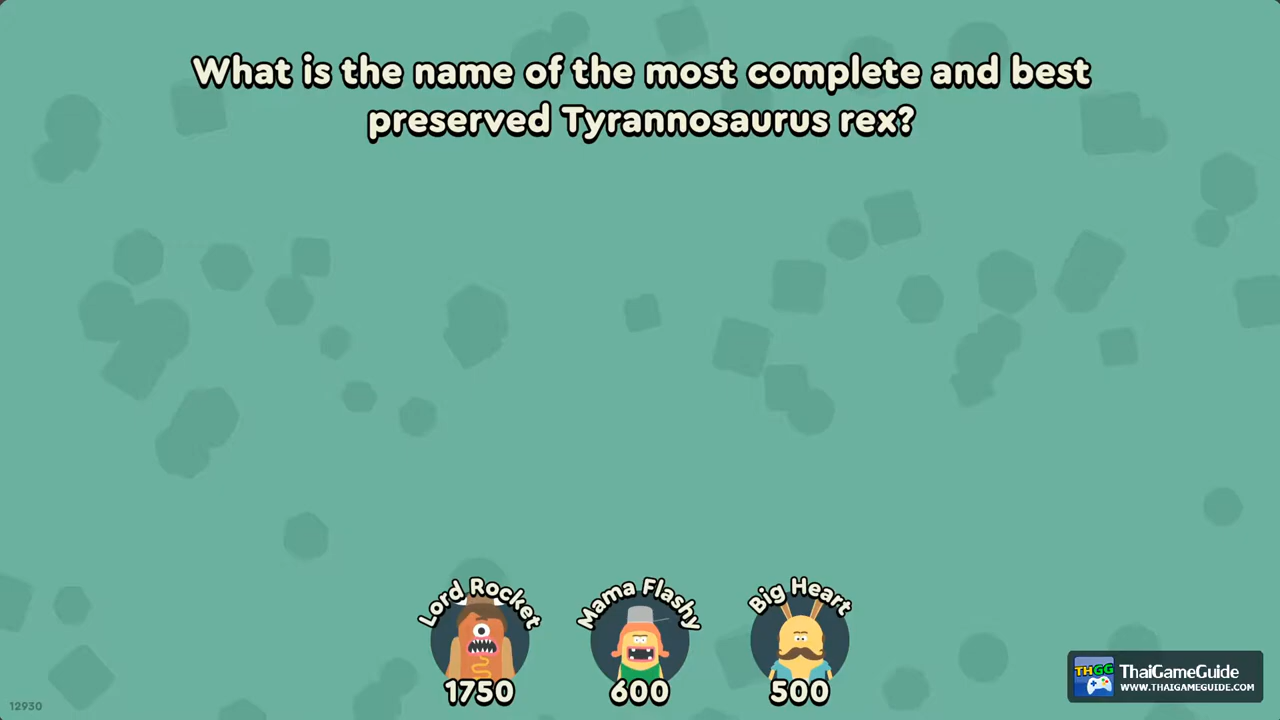 What is the name of the most complete and best
preserved Tyrannosaurus rex?
Lord Rocket
Mama Flashy
Big Heart
1750
600
500
THGG
ThaiGameGuide
WWW.THAIGAMEGUIDE.COM
12930